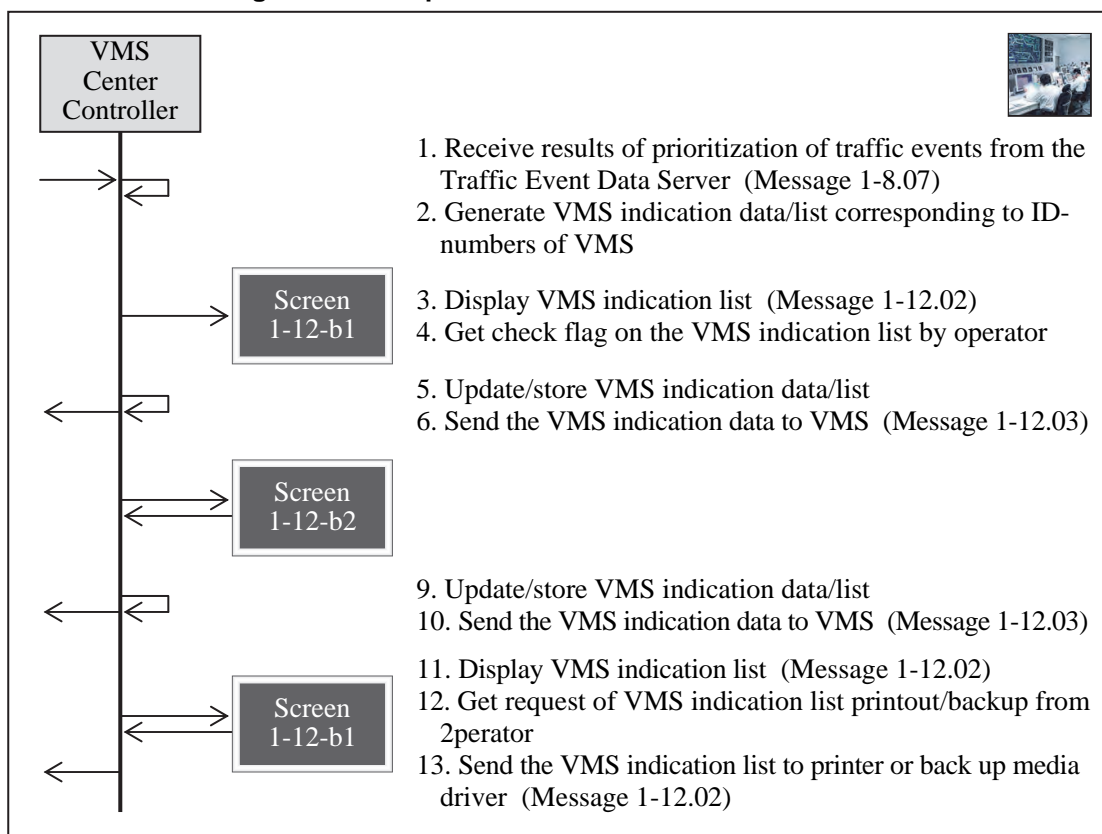 VMS
Center
Controller
1. Receive results of prioritization of traffic events from the
Traffic Event Data Server (Message 1-8.07)
2. Generate VMS indication data/list corresponding to ID-
numbers of VMS
Screen
1-12-b1
3. Display VMS indication list (Message 1-12.02)
4. Get check flag on the VMS indication list by operator
5. Update/store VMS indication data/list
6. Send the VMS indication data to VMS (Message 1-12.03)
Screen
1-12-b2
9. Update/store VMS indication data/list
10. Send the VMS indication data to VMS (Message 1-12.03)
Screen
1-12-b1
11. Display VMS indication list (Message 1-12.02)
12. Get request of VMS indication list printout/backup from
2perator
13. Send the VMS indication list to printer or back up media
driver (Message 1-12.02)